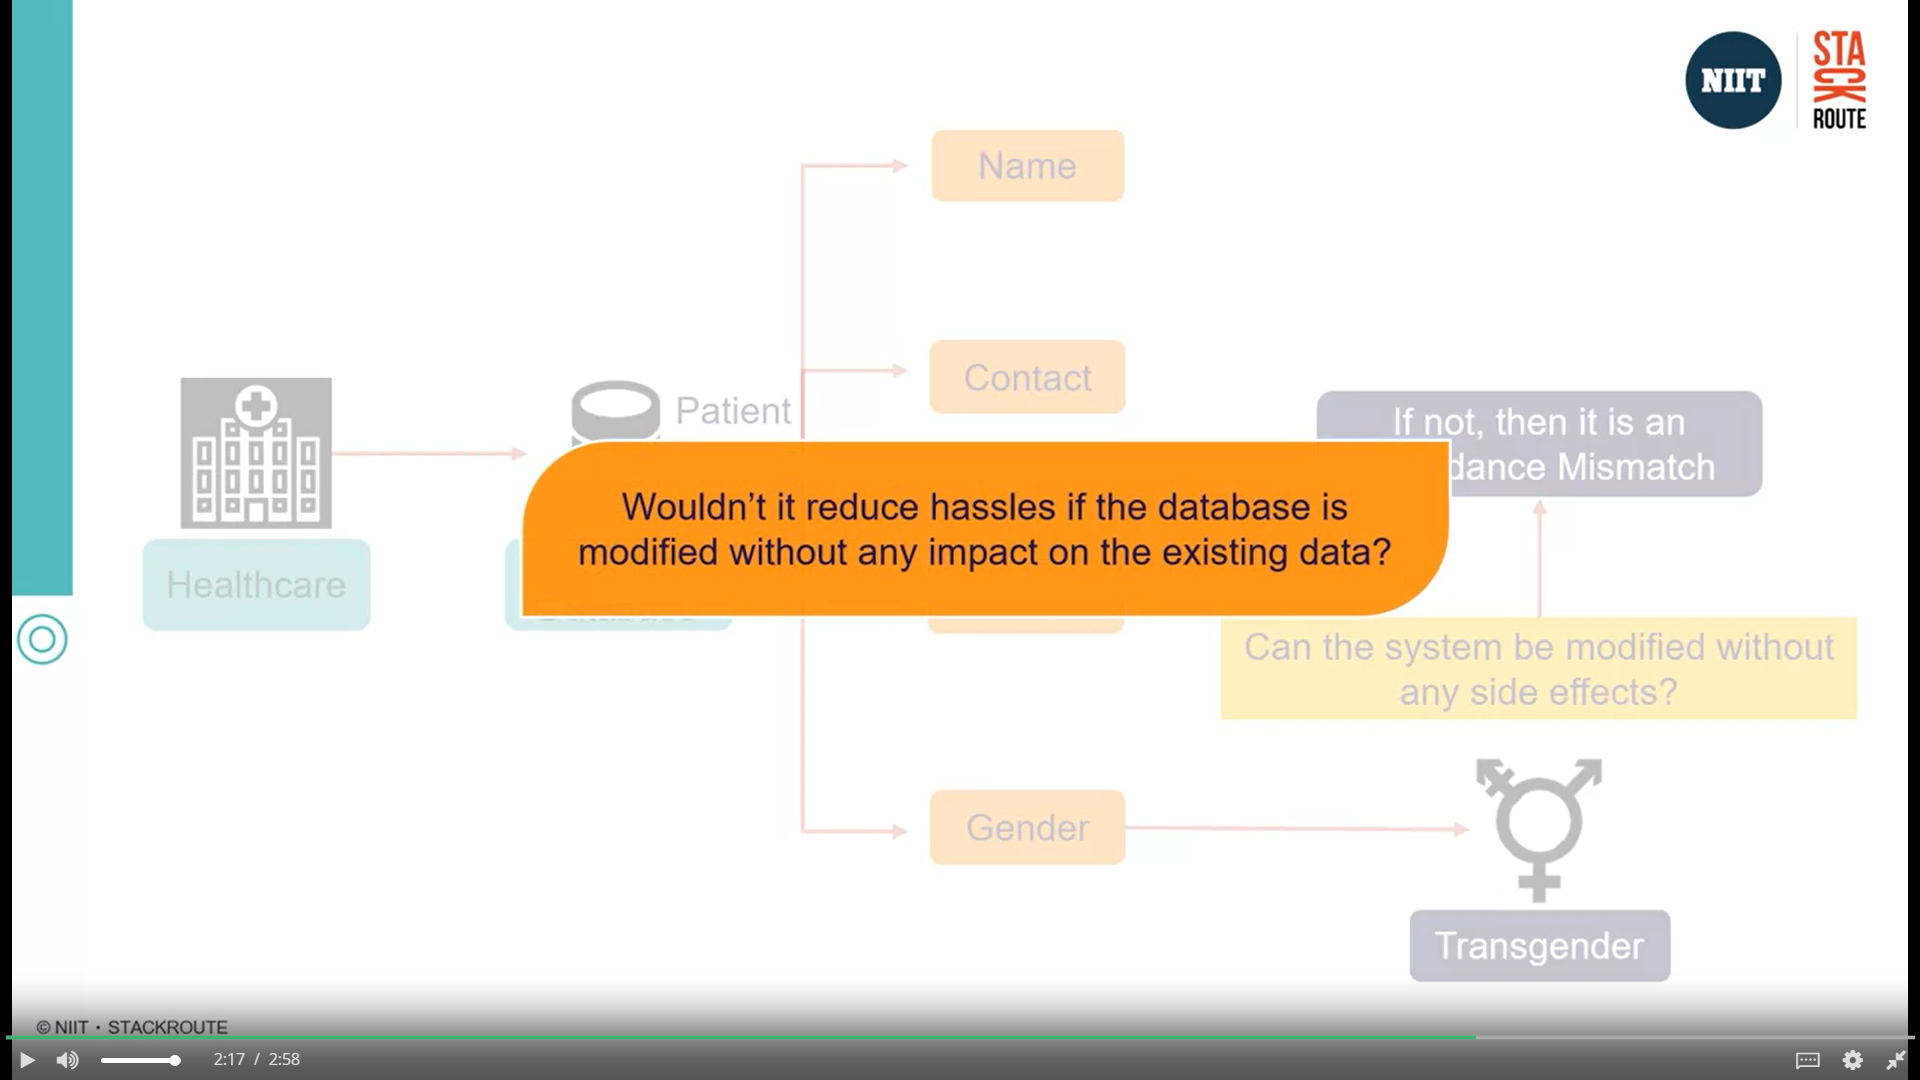 NIIT
STA
CK
ROUTE
Name
Contact
Patient
If not, then it is an
dance Mismatch
Wouldn’t it reduce hassles if the database is
modified without any impact on the existing data?
Healthcare
Can the system be modified without
any side effects?
Gender
Transgender
© NIIT · STACKROUTE
2:17 / 2:58